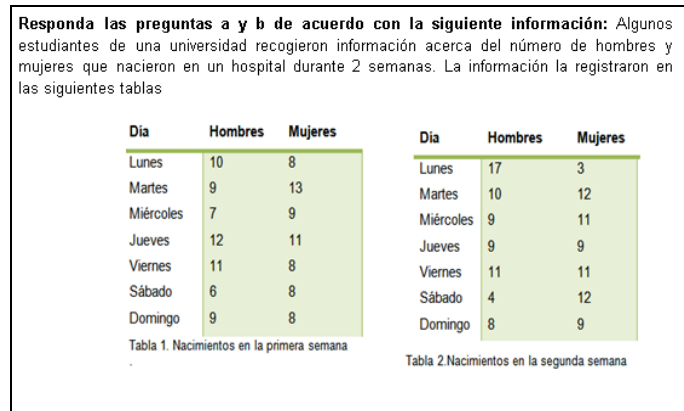 Responda las preguntas a y b de acuerdo con la siguiente información: Algunos
estudiantes de una universidad recogieron información acerca del número de hombres y
mujeres que nacieron en un hospital durante 2 semanas. La información la registraron en
las siguientes tablas
Dia Hombres Mujeres
Lunes 10 8
Martes 9 13
Miércoles 7 9
Jueves 12 11
Viernes 11 8
Sábado 6 8
Domingo 9 8
Tabla 1. Nacimientos en la primera semana
.
Dia Hombres Mujeres
Lunes 17 3
Martes 10 12
Miércoles 9 11
Jueves 9 9
Viernes 11 11
Sábado 4 12
Domingo 8 9
Tabla 2.Nacimientos en la segunda semana